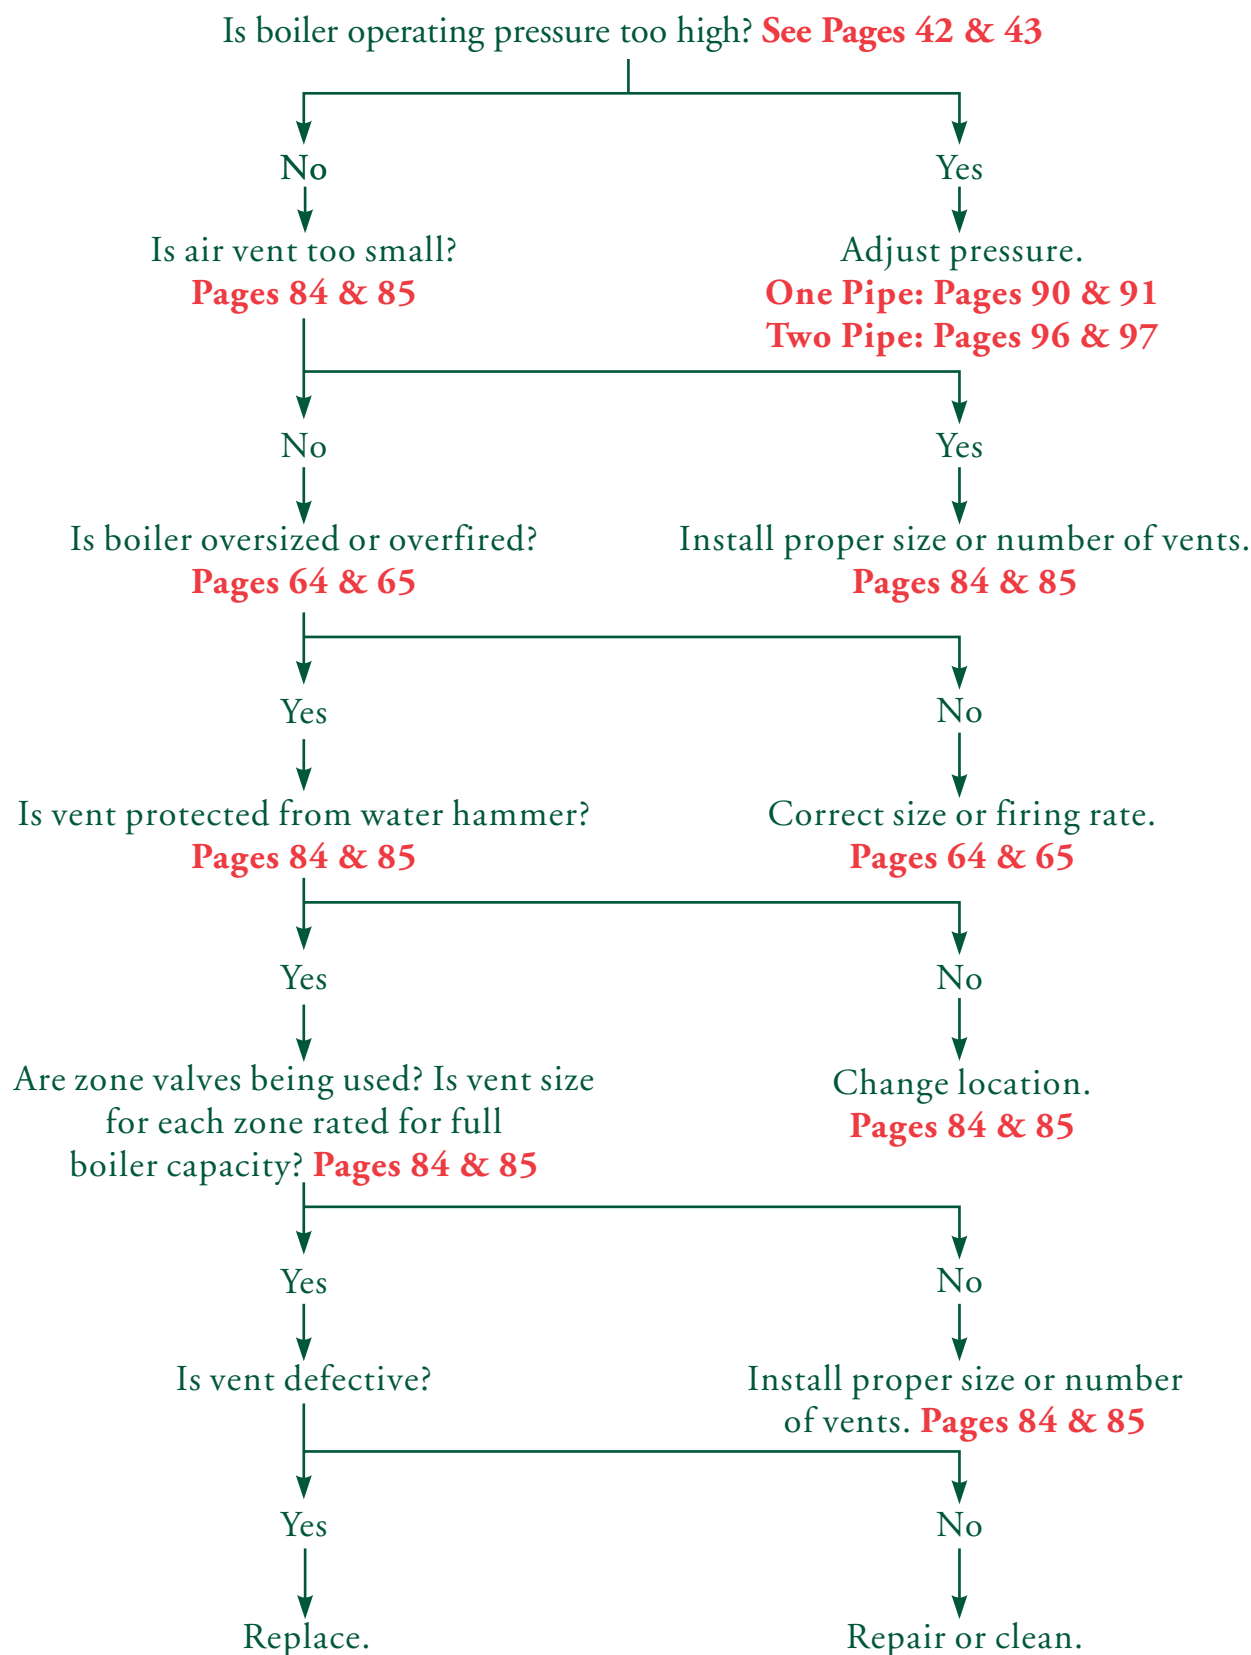 Is boiler operating pressure too high? See Pages 42 & 43
No
Yes
Is air vent too small?
Pages 84 & 85
Adjust pressure.
One Pipe: Pages 90 & 91
Two Pipe: Pages 96 & 97
No
Yes
Is boiler oversized or overfired?
Pages 64 & 65
Install proper size or number of vents.
Pages 84 & 85
Yes
No
Is vent protected from water hammer?
Pages 84 & 85
Correct size or firing rate.
Pages 64 & 65
Yes
No
Are zone valves being used? Is vent size
for each zone rated for full
boiler capacity? Pages 84 & 85
Change location.
Pages 84 & 85
Yes
No
Is vent defective?
Install proper size or number
of vents. Pages 84 & 85
Yes
No
Replace.
Repair or clean.